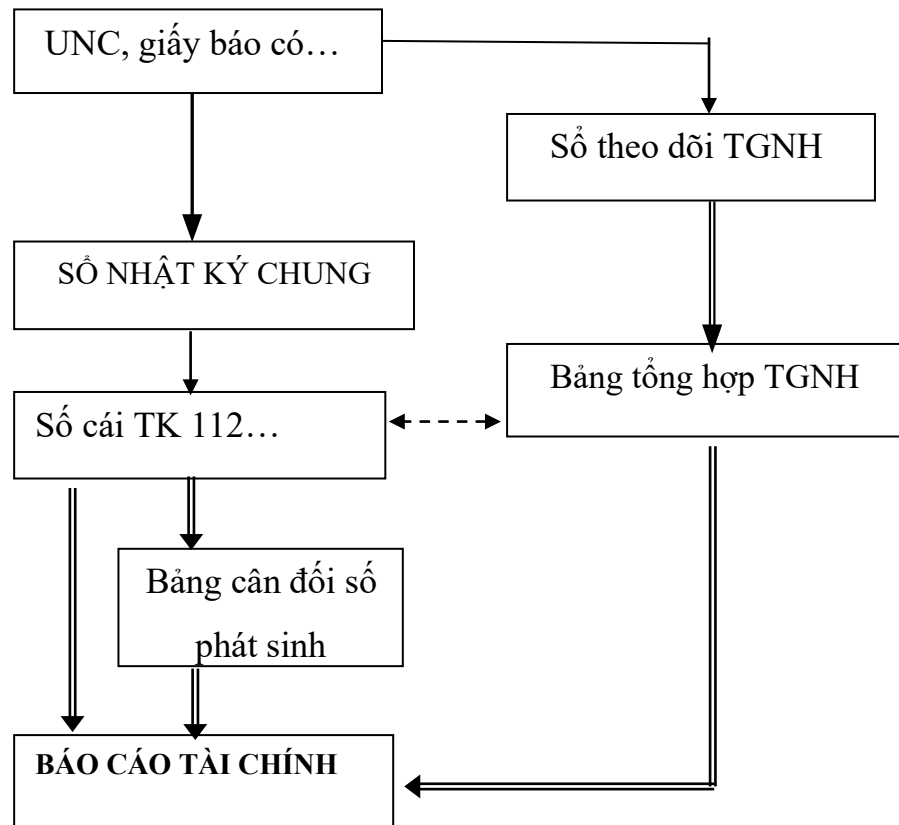 UNC, giấy báo có…
Sổ theo dõi TGNH
SỔ NHẬT KÝ CHUNG
Bảng tổng hợp TGNH
Số cái TK 112…
Bảng cân đối số
phát sinh
BÁO CÁO TÀI CHÍNH